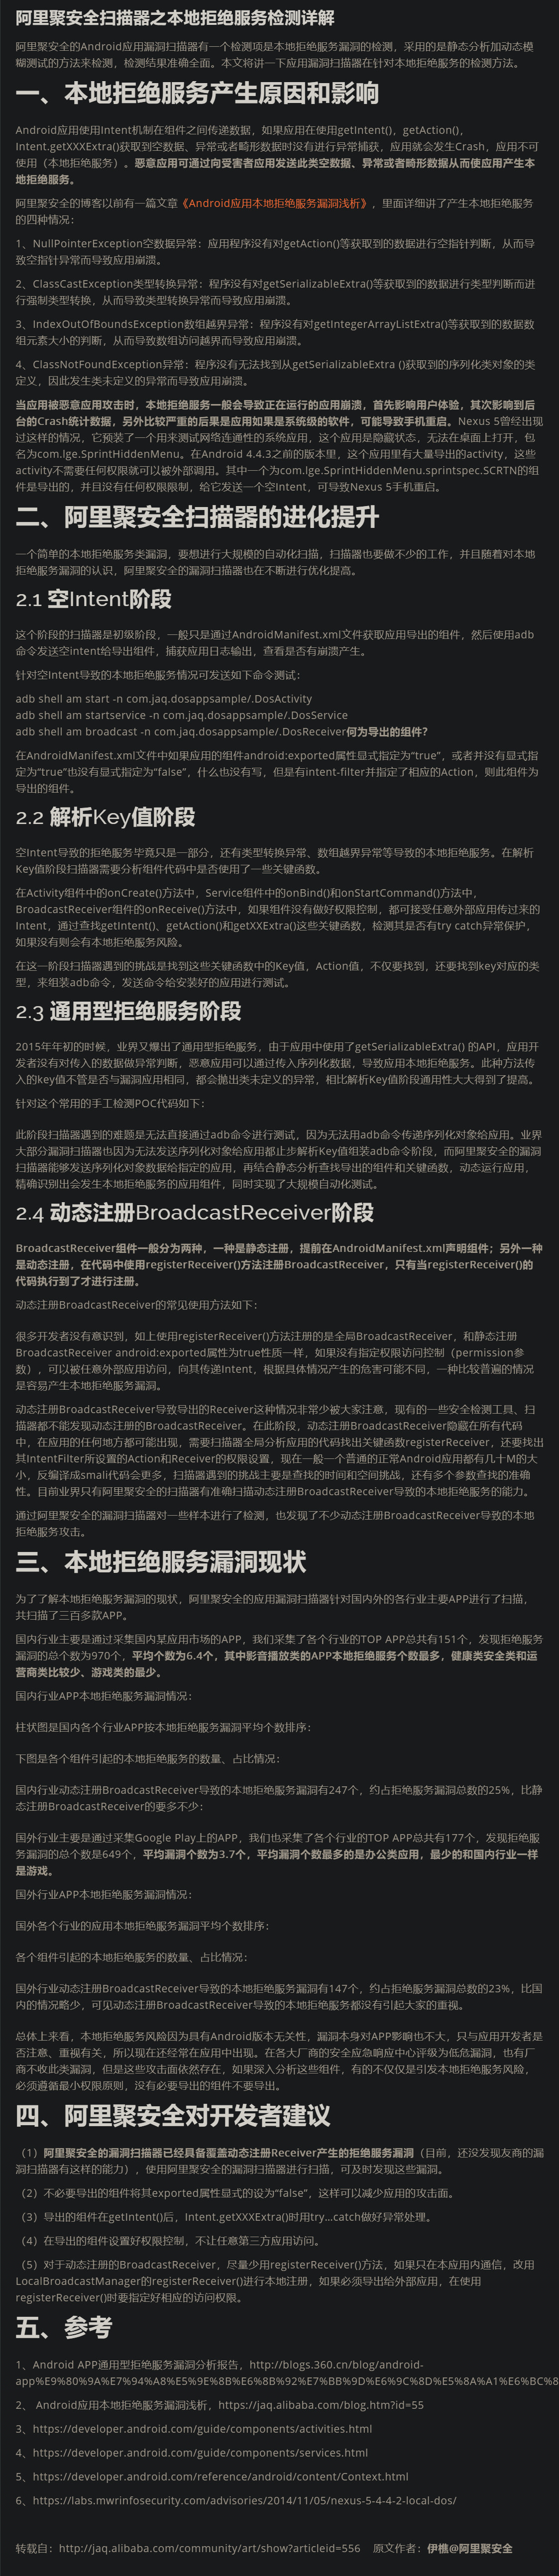 阿里聚安全扫描器之本地拒绝服务检测详解
阿里聚安全的Android应用漏洞扫描器有一个检测项是本地拒绝服务漏洞的检测，采用的是静态分析加动态模
糊测试的方法来检测，检测结果准确全面。本文将讲一下应用漏洞扫描器在针对本地拒绝服务的检测方法。
一、本地拒绝服务产生原因和影响
Android应用使用Intent机制在组件之间传递数据，如果应用在使用getIntent()，getAction()，
Intent.getXXXExtra()获取到空数据、异常或者畸形数据时没有进行异常捕获，应用就会发生Crash，应用不可
使用（本地拒绝服务）。恶意应用可通过向受害者应用发送此类空数据、异常或者畸形数据从而使应用产生本
地拒绝服务。
阿里聚安全的博客以前有一篇文章《Android应用本地拒绝服务漏洞浅析》，里面详细讲了产生本地拒绝服务
的四种情况：
1、NullPointerException空数据异常：应用程序没有对getAction()等获取到的数据进行空指针判断，从而导
致空指针异常而导致应用崩溃。
2、ClassCastException类型转换异常：程序没有对getSerializableExtra()等获取到的数据进行类型判断而进
行强制类型转换，从而导致类型转换异常而导致应用崩溃。
3、IndexOutOfBoundsException数组越界异常：程序没有对getIntegerArrayListExtra()等获取到的数据数
组元素大小的判断，从而导致数组访问越界而导致应用崩溃。
4、ClassNotFoundException异常：程序没有无法找到从getSerializableExtra ()获取到的序列化类对象的类
定义，因此发生类未定义的异常而导致应用崩溃。
当应用被恶意应用攻击时，本地拒绝服务一般会导致正在运行的应用崩溃，首先影响用户体验，其次影响到后
台的Crash统计数据，另外比较严重的后果是应用如果是系统级的软件，可能导致手机重启。Nexus 5曾经出现
过这样的情况，它预装了一个用来测试网络连通性的系统应用，这个应用是隐藏状态，无法在桌面上打开，包
名为com.lge.SprintHiddenMenu。在Android 4.4.3之前的版本里，这个应用里有大量导出的activity，这些
activity不需要任何权限就可以被外部调用。其中一个为com.lge.SprintHiddenMenu.sprintspec.SCRTN的组
件是导出的，并且没有任何权限限制，给它发送一个空Intent，可导致Nexus 5手机重启。
二、阿里聚安全扫描器的进化提升
一个简单的本地拒绝服务类漏洞，要想进行大规模的自动化扫描，扫描器也要做不少的工作，并且随着对本地
拒绝服务漏洞的认识，阿里聚安全的漏洞扫描器也在不断进行优化提高。
2.1 空Intent阶段
这个阶段的扫描器是初级阶段，一般只是通过AndroidManifest.xml文件获取应用导出的组件，然后使用adb
命令发送空intent给导出组件，捕获应用日志输出，查看是否有崩溃产生。
针对空Intent导致的本地拒绝服务情况可发送如下命令测试：
adb shell am start -n com.jaq.dosappsample/.DosActivity
adb shell am startservice -n com.jaq.dosappsample/.DosService
adb shell am broadcast -n com.jaq.dosappsample/.DosReceiver何为导出的组件？
在AndroidManifest.xml文件中如果应用的组件android:exported属性显式指定为“true”，或者并没有显式指
定为“true”也没有显式指定为“false”，什么也没有写，但是有intent-filter并指定了相应的Action，则此组件为
导出的组件。
2.2 解析Key值阶段
空Intent导致的拒绝服务毕竟只是一部分，还有类型转换异常、数组越界异常等导致的本地拒绝服务。在解析
Key值阶段扫描器需要分析组件代码中是否使用了一些关键函数。
在Activity组件中的onCreate()方法中，Service组件中的onBind()和onStartCommand()方法中，
BroadcastReceiver组件的onReceive()方法中，如果组件没有做好权限控制，都可接受任意外部应用传过来的
Intent，通过查找getIntent()、getAction()和getXXExtra()这些关键函数，检测其是否有try catch异常保护，
如果没有则会有本地拒绝服务风险。
在这一阶段扫描器遇到的挑战是找到这些关键函数中的Key值，Action值，不仅要找到，还要找到key对应的类
型，来组装adb命令，发送命令给安装好的应用进行测试。
2.3 通用型拒绝服务阶段
2015年年初的时候，业界又爆出了通用型拒绝服务，由于应用中使用了getSerializableExtra() 的API，应用开
发者没有对传入的数据做异常判断，恶意应用可以通过传入序列化数据，导致应用本地拒绝服务。此种方法传
入的key值不管是否与漏洞应用相同，都会抛出类未定义的异常，相比解析Key值阶段通用性大大得到了提高。
针对这个常用的手工检测POC代码如下：
此阶段扫描器遇到的难题是无法直接通过adb命令进行测试，因为无法用adb命令传递序列化对象给应用。业界
大部分漏洞扫描器也因为无法发送序列化对象给应用都止步解析Key值组装adb命令阶段，而阿里聚安全的漏洞
扫描器能够发送序列化对象数据给指定的应用，再结合静态分析查找导出的组件和关键函数，动态运行应用，
精确识别出会发生本地拒绝服务的应用组件，同时实现了大规模自动化测试。
2.4 动态注册BroadcastReceiver阶段
BroadcastReceiver组件一般分为两种，一种是静态注册，提前在AndroidManifest.xml声明组件；另外一种
是动态注册，在代码中使用registerReceiver()方法注册BroadcastReceiver，只有当registerReceiver()的
代码执行到了才进行注册。
动态注册BroadcastReceiver的常见使用方法如下：
很多开发者没有意识到，如上使用registerReceiver()方法注册的是全局BroadcastReceiver，和静态注册
BroadcastReceiver android:exported属性为true性质一样，如果没有指定权限访问控制（permission参
数），可以被任意外部应用访问，向其传递Intent，根据具体情况产生的危害可能不同，一种比较普遍的情况
是容易产生本地拒绝服务漏洞。
动态注册BroadcastReceiver导致导出的Receiver这种情况非常少被大家注意，现有的一些安全检测工具、扫
描器都不能发现动态注册的BroadcastReceiver。在此阶段，动态注册BroadcastReceiver隐藏在所有代码
中，在应用的任何地方都可能出现，需要扫描器全局分析应用的代码找出关键函数registerReceiver，还要找出
其IntentFilter所设置的Action和Receiver的权限设置，现在一般一个普通的正常Android应用都有几十M的大
小，反编译成smali代码会更多，扫描器遇到的挑战主要是查找的时间和空间挑战，还有多个参数查找的准确
性。目前业界只有阿里聚安全的扫描器有准确扫描动态注册BroadcastReceiver导致的本地拒绝服务的能力。
通过阿里聚安全的漏洞扫描器对一些样本进行了检测，也发现了不少动态注册BroadcastReceiver导致的本地
拒绝服务攻击。
三、本地拒绝服务漏洞现状
为了了解本地拒绝服务漏洞的现状，阿里聚安全的应用漏洞扫描器针对国内外的各行业主要APP进行了扫描，
共扫描了三百多款APP。
国内行业主要是通过采集国内某应用市场的APP，我们采集了各个行业的TOP APP总共有151个，发现拒绝服务
漏洞的总个数为970个，平均个数为6.4个，其中影音播放类的APP本地拒绝服务个数最多，健康类安全类和运
营商类比较少、游戏类的最少。
国内行业APP本地拒绝服务漏洞情况：
柱状图是国内各个行业APP按本地拒绝服务漏洞平均个数排序：
下图是各个组件引起的本地拒绝服务的数量、占比情况：
国内行业动态注册BroadcastReceiver导致的本地拒绝服务漏洞有247个，约占拒绝服务漏洞总数的25%，比静
态注册BroadcastReceiver的要多不少：
国外行业主要是通过采集Google Play上的APP，我们也采集了各个行业的TOP APP总共有177个，发现拒绝服
务漏洞的总个数是649个，平均漏洞个数为3.7个，平均漏洞个数最多的是办公类应用，最少的和国内行业一样
是游戏。
国外行业APP本地拒绝服务漏洞情况：
国外各个行业的应用本地拒绝服务漏洞平均个数排序：
各个组件引起的本地拒绝服务的数量、占比情况：
国外行业动态注册BroadcastReceiver导致的本地拒绝服务漏洞有147个，约占拒绝服务漏洞总数的23%，比国
内的情况略少，可见动态注册BroadcastReceiver导致的本地拒绝服务都没有引起大家的重视。
总体上来看，本地拒绝服务风险因为具有Android版本无关性，漏洞本身对APP影响也不大，只与应用开发者是
否注意、重视有关，所以现在还经常在应用中出现。在各大厂商的安全应急响应中心评级为低危漏洞，也有厂
商不收此类漏洞，但是这些攻击面依然存在，如果深入分析这些组件，有的不仅仅是引发本地拒绝服务风险，
必须遵循最小权限原则，没有必要导出的组件不要导出。
四、阿里聚安全对开发者建议
（1）阿里聚安全的漏洞扫描器已经具备覆盖动态注册Receiver产生的拒绝服务漏洞（目前，还没发现友商的漏
洞扫描器有这样的能力），使用阿里聚安全的漏洞扫描器进行扫描，可及时发现这些漏洞。
（2）不必要导出的组件将其exported属性显式的设为“false”，这样可以减少应用的攻击面。
（3）导出的组件在getIntent()后，Intent.getXXXExtra()时用try...catch做好异常处理。
（4）在导出的组件设置好权限控制，不让任意第三方应用访问。
（5）对于动态注册的BroadcastReceiver，尽量少用registerReceiver()方法，如果只在本应用内通信，改用
LocalBroadcastManager的registerReceiver()进行本地注册，如果必须导出给外部应用，在使用
registerReceiver()时要指定好相应的访问权限。
五、参考
1、Android APP通用型拒绝服务漏洞分析报告，http://blogs.360.cn/blog/android-
app%E9%80%9A%E7%94%A8%E5%9E%8B%E6%8B%92%E7%BB%9D%E6%9C%8D%E5%8A%A1%E6%BC%8
2、 Android应用本地拒绝服务漏洞浅析，https://jaq.alibaba.com/blog.htm?id=55
3、https://developer.android.com/guide/components/activities.html
4、https://developer.android.com/guide/components/services.html
5、https://developer.android.com/reference/android/content/Context.html
6、https://labs.mwrinfosecurity.com/advisories/2014/11/05/nexus-5-4-4-2-local-dos/
转载自：http://jaq.alibaba.com/community/art/show?articleid=556 原文作者：伊樵@阿里聚安全